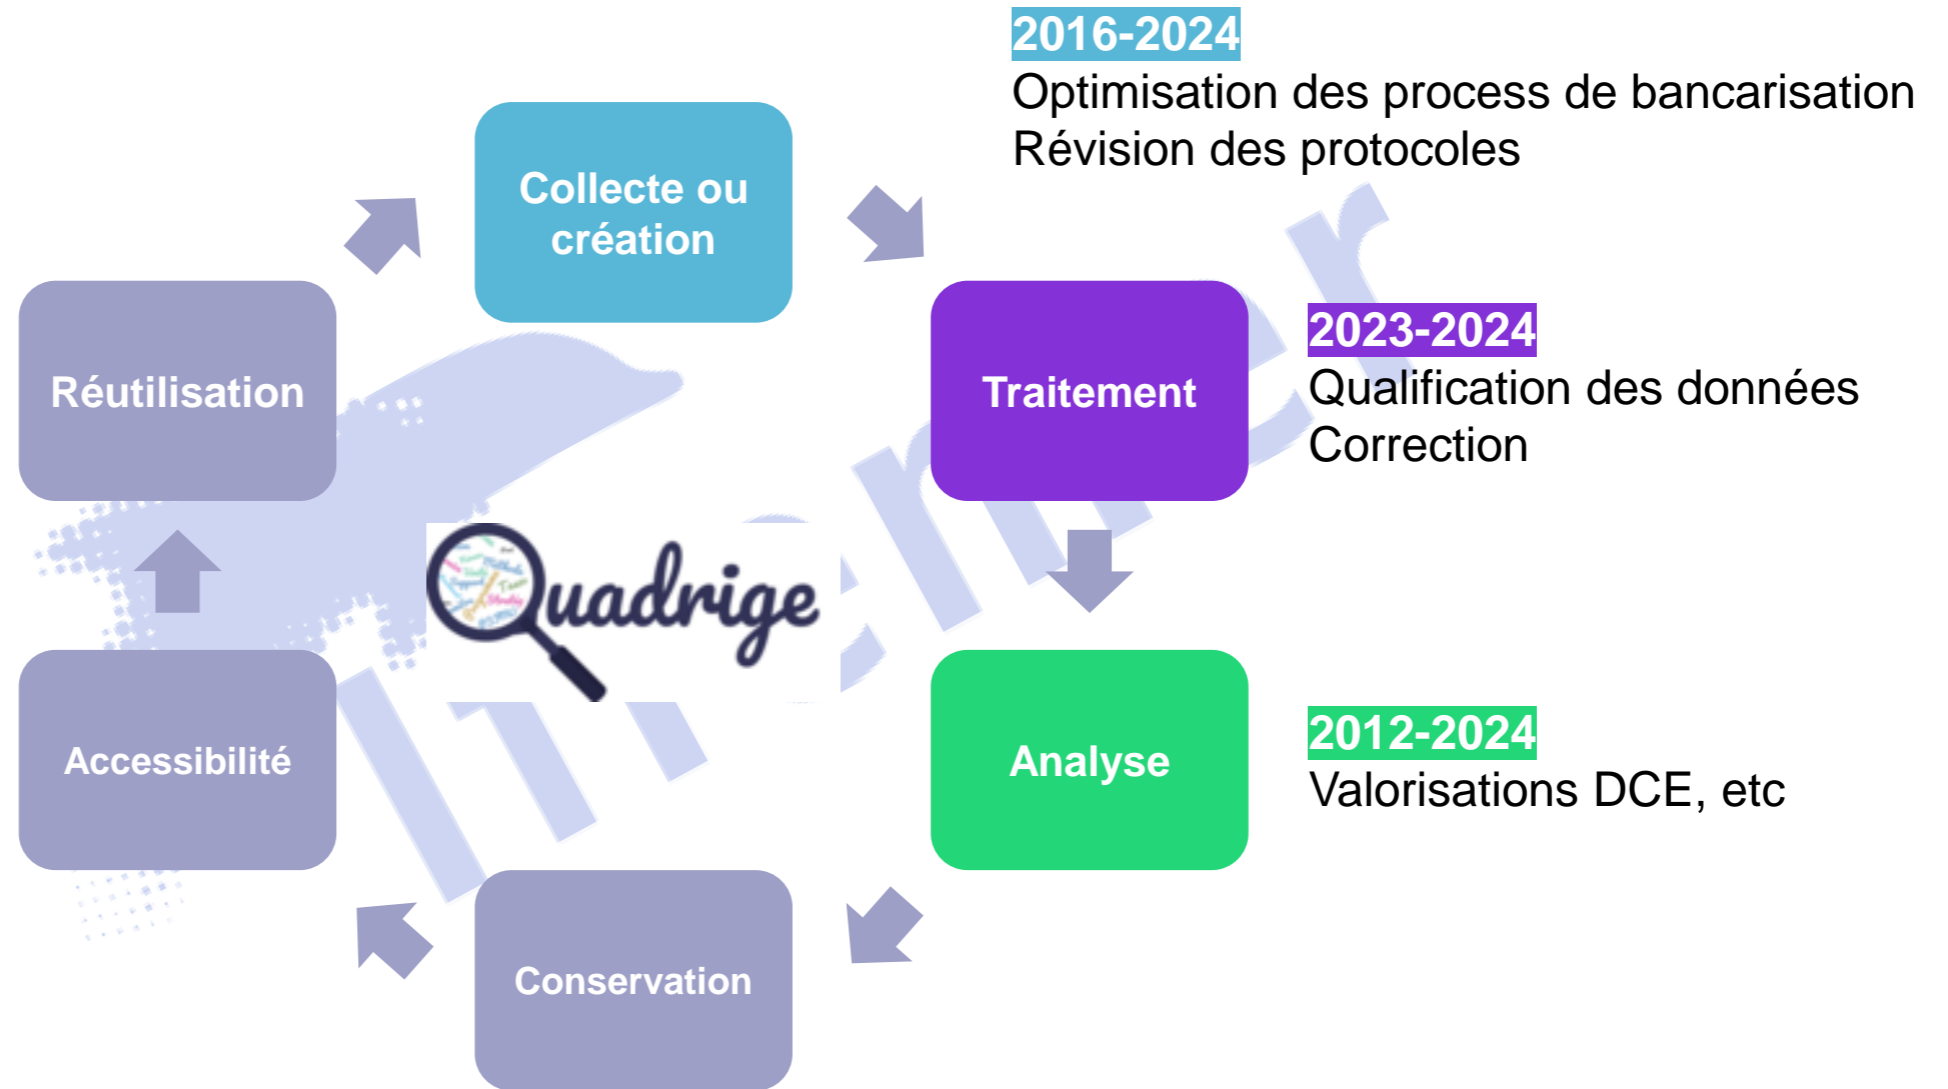 2016-2024
Optimisation des process de bancarisation
Révision des protocoles
Collecte ou
création
Réutilisation
Traitement
2023-2024
Qualification des données
Correction
Quadrige
Accessibilité
Analyse
2012-2024
Valorisations DCE, etc
Conservation